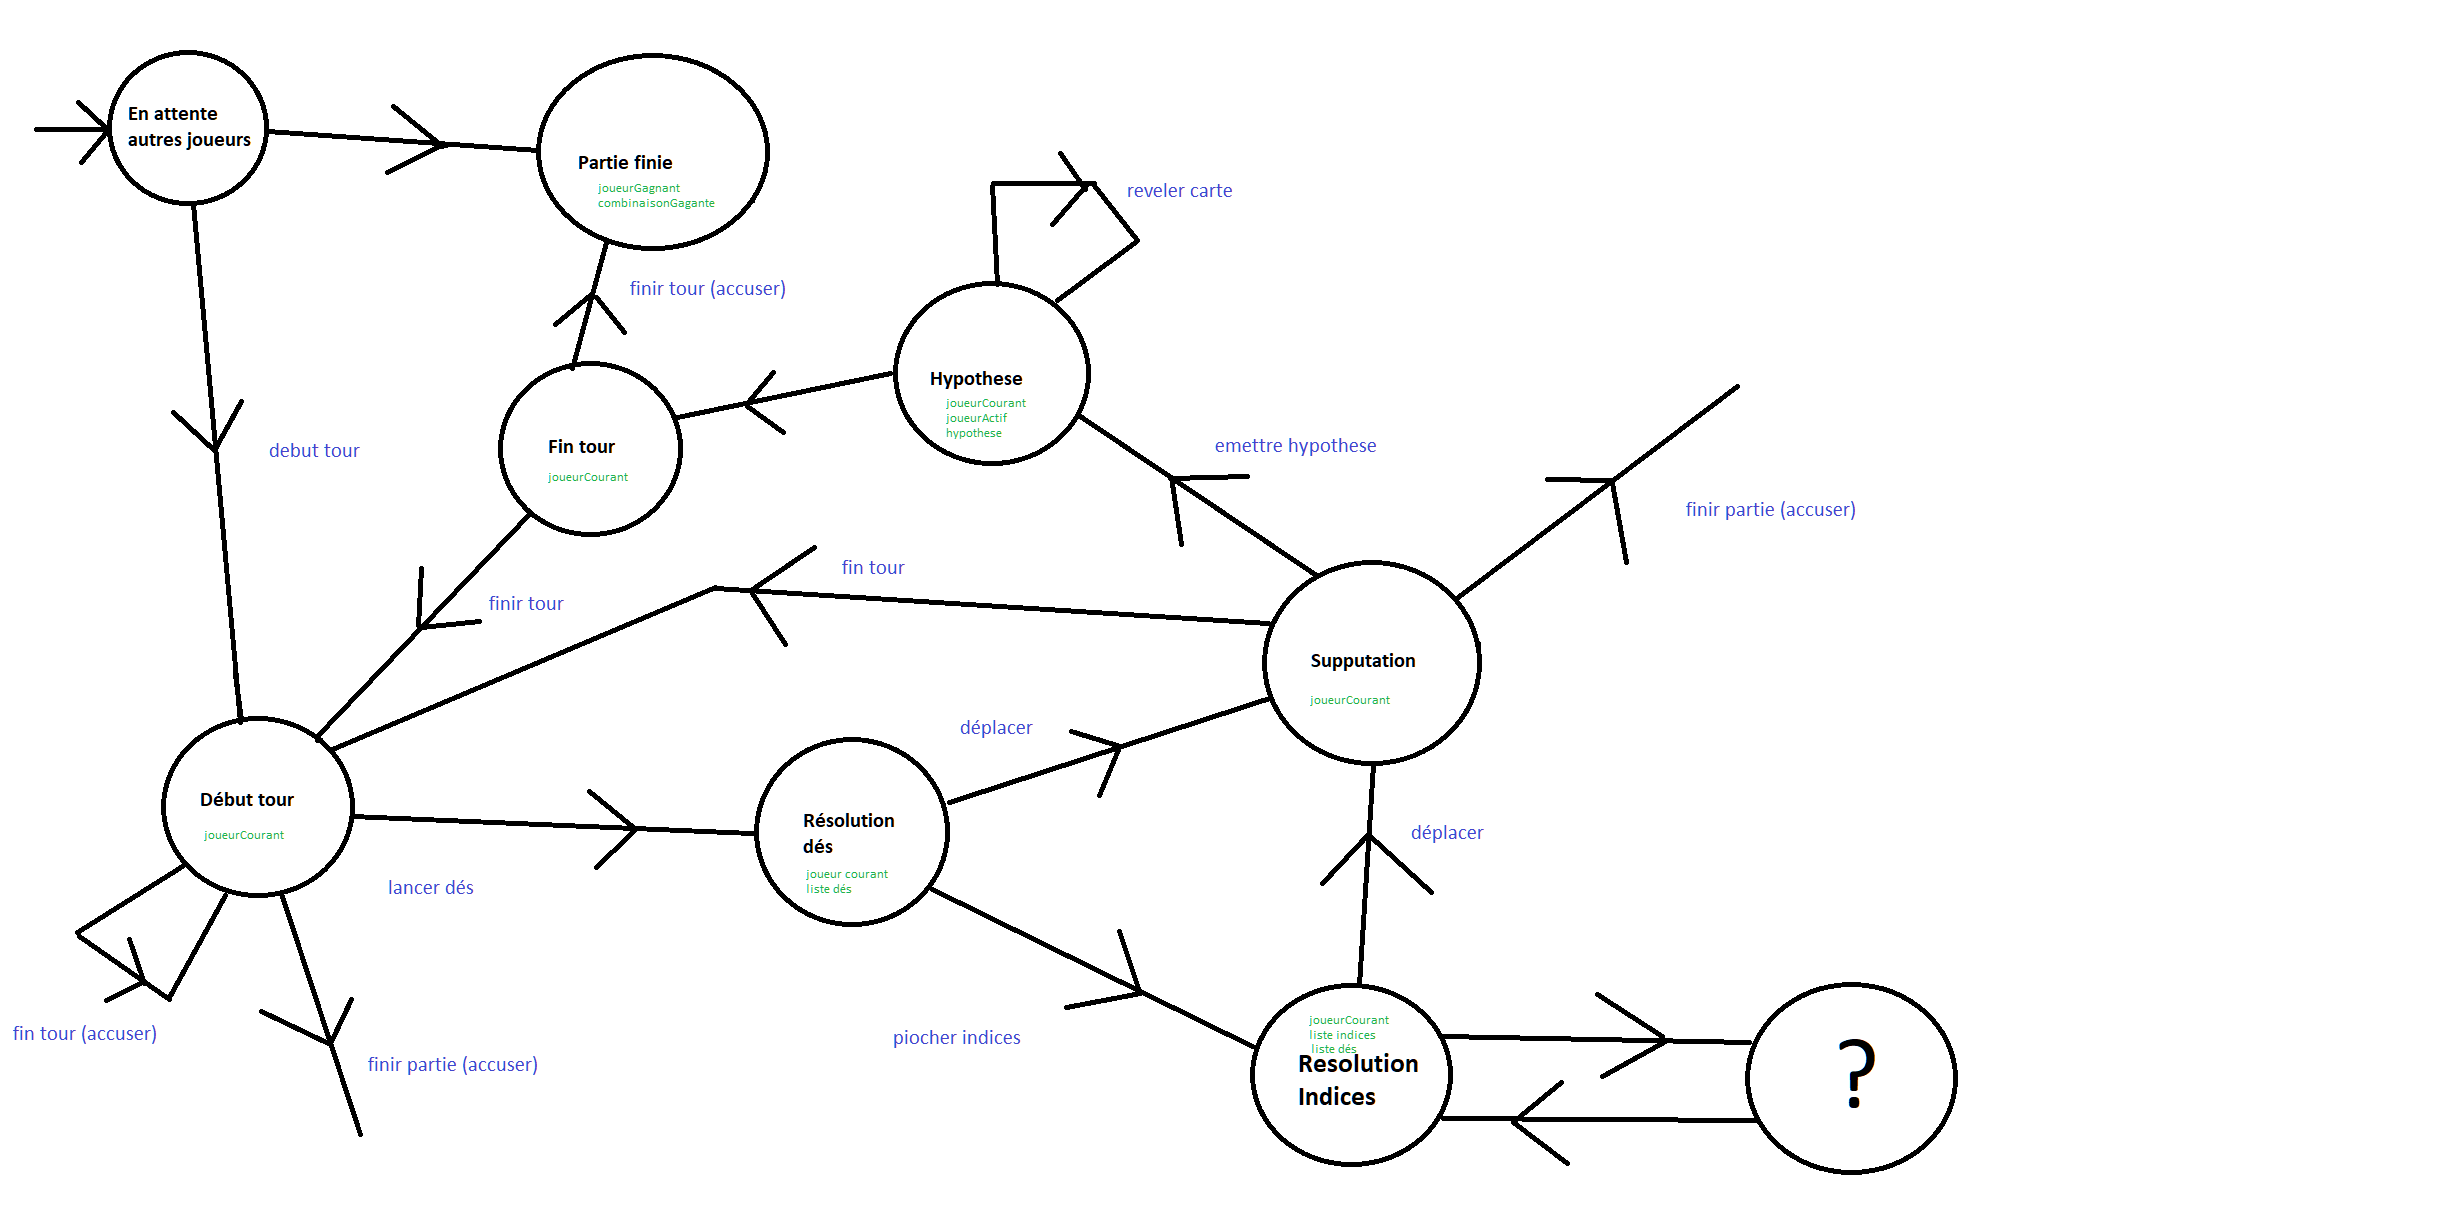 En attente
autres joueurs
Partie finie
joueurGagnant
combinaisonGagante
reveler carte
finir tour (accuser)
Hypothese
joueurCourant
joueurActif
hypothese
Fin tour
joueurCourant
debut tour
emettre hypothese
finir partie (accuser)
fin tour
finir tour
Supputation
joueurCourant
déplacer
Début tour
joueurCourant
Résolution
dés
joueur courant
liste dés
déplacer
lancer dés
fin tour (accuser)
finir partie (accuser)
piocher indices
joueurCourant
liste indices
liste dés
Resolution
Indices
?